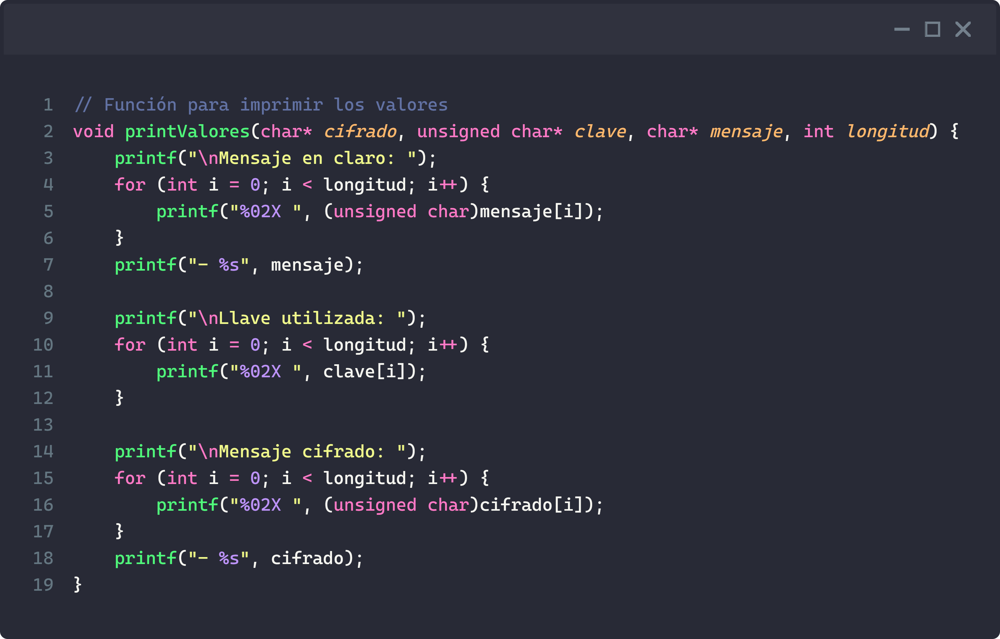 1 // Función para imprimir los valores
2 void printValores(char* cifrado, unsigned char* clave, char* mensaje, int longitud) {
3     printf("\nMensaje en claro: ");
4     for (int i = 0; i < longitud; i++) {
5         printf("%02X ", (unsigned char)mensaje[i]);
6     }
7     printf("- %s", mensaje);
8
9     printf("\nLlave utilizada: ");
10     for (int i = 0; i < longitud; i++) {
11         printf("%02X ", clave[i]);
12     }
13
14     printf("\nMensaje cifrado: ");
15     for (int i = 0; i < longitud; i++) {
16         printf("%02X ", (unsigned char)cifrado[i]);
17     }
18     printf("- %s", cifrado);
19 }